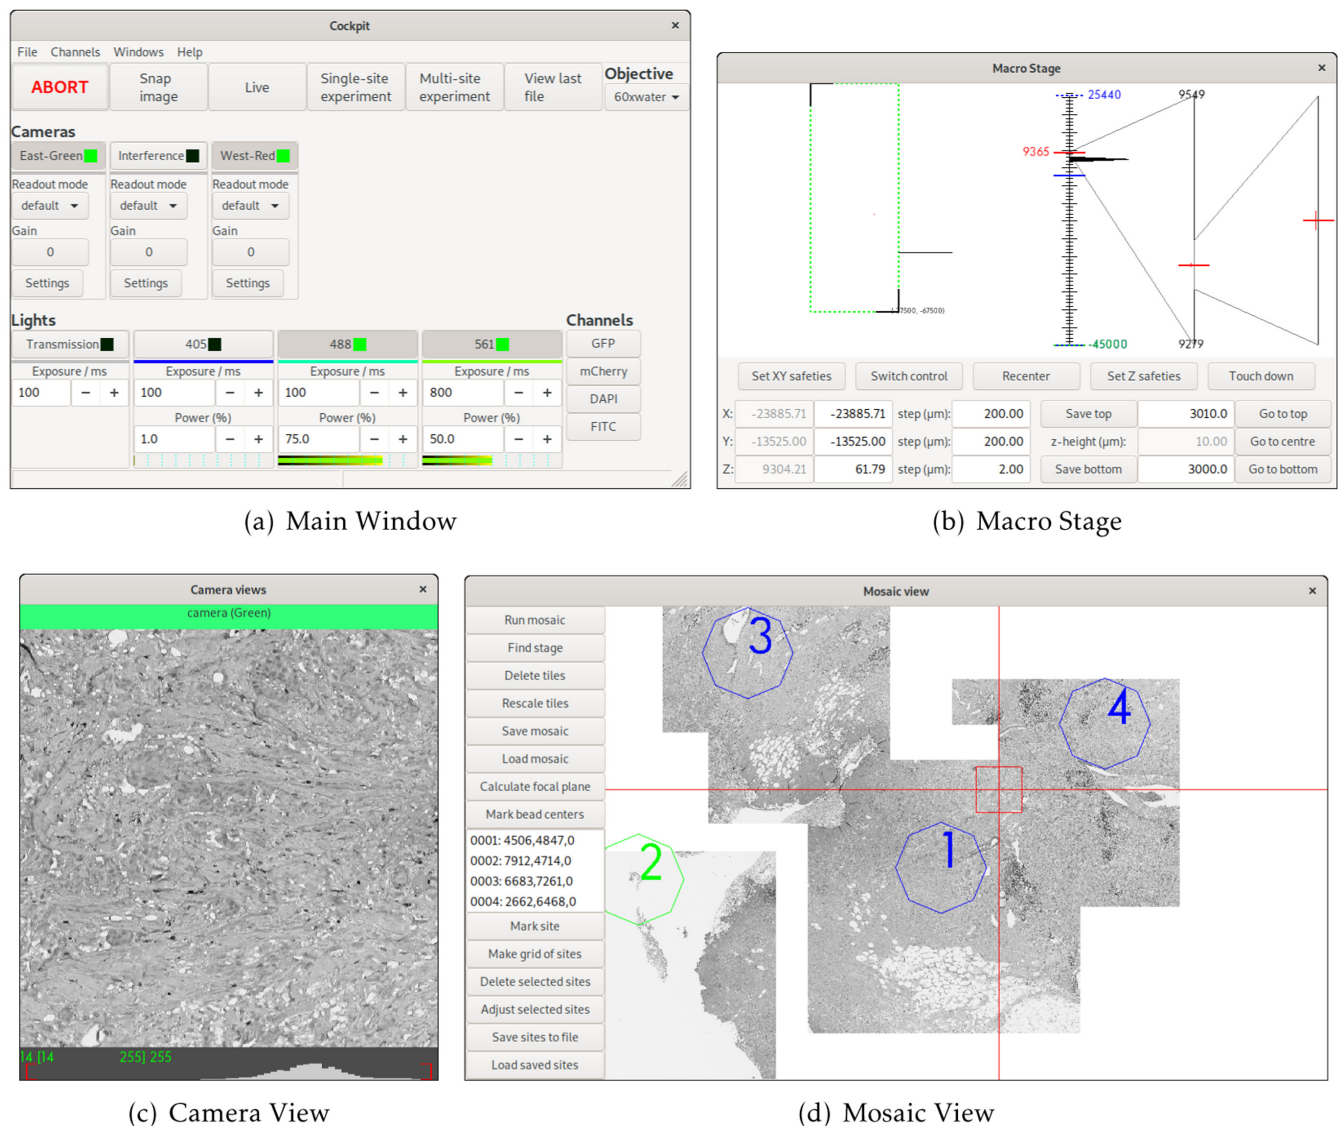 Cockpit ×
File Channels Windows Help
ABORT Snap image Live Single-site experiment Multi-site experiment View last file Objective 60xwater
Cameras
East-Green Interference West-Red
Readout mode Readout mode Readout mode
default default default
Gain Gain Gain
0 0 0
Settings Settings Settings
Lights Channels
Transmission 405 488 561 GFP
Exposure / ms Exposure / ms Exposure / ms Exposure / ms mCherry
100 − + 100 − + 100 − + 800 − + DAPI
Power (%) Power (%) Power (%) FITC
1.0 − + 75.0 − + 50.0 − +
(a) Main Window
Macro Stage ×
25440 9549
9365
-67500)
-45000 9279
Set XY safeties Switch control Recenter Set Z safeties Touch down
X: -23885.71 -23885.71 step (µm): 200.00 Save top 3010.0 Go to top
Y: -13525.00 -13525.00 step (µm): 200.00 z-height (µm): 10.00 Go to centre
Z: 9304.21 61.79 step (µm): 2.00 Save bottom 3000.0 Go to bottom
(b) Macro Stage
Camera views ×
camera (Green)
14 [14 255] 255
(c) Camera View
Mosaic view ×
Run mosaic
Find stage
Delete tiles
Rescale tiles
Save mosaic
Load mosaic
Calculate focal plane
Mark bead centers
0001: 4506,4847,0
0002: 7912,4714,0
0003: 6683,7261,0
0004: 2662,6468,0
Mark site
Make grid of sites
Delete selected sites
Adjust selected sites
Save sites to file
Load saved sites
3
4
1
2
(d) Mosaic View